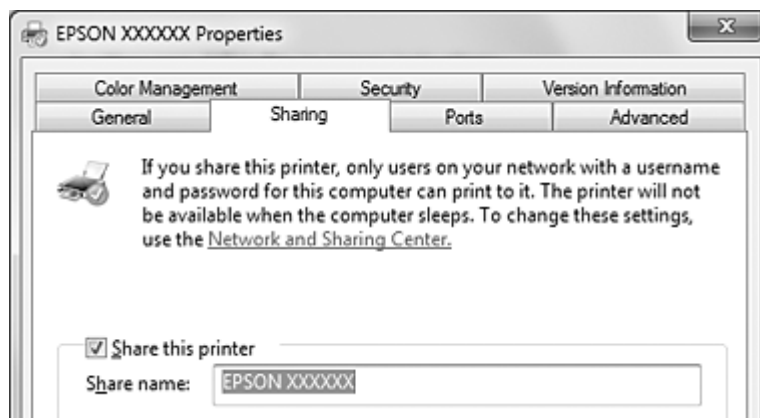 EPSON XXXXXX Properties
Color Management Security Version Information
General Sharing Ports Advanced
If you share this printer, only users on your network with a username
and password for this computer can print to it. The printer will not
be available when the computer sleeps. To change these settings,
use the Network and Sharing Center.
Share this printer
Share name: EPSON XXXXXX